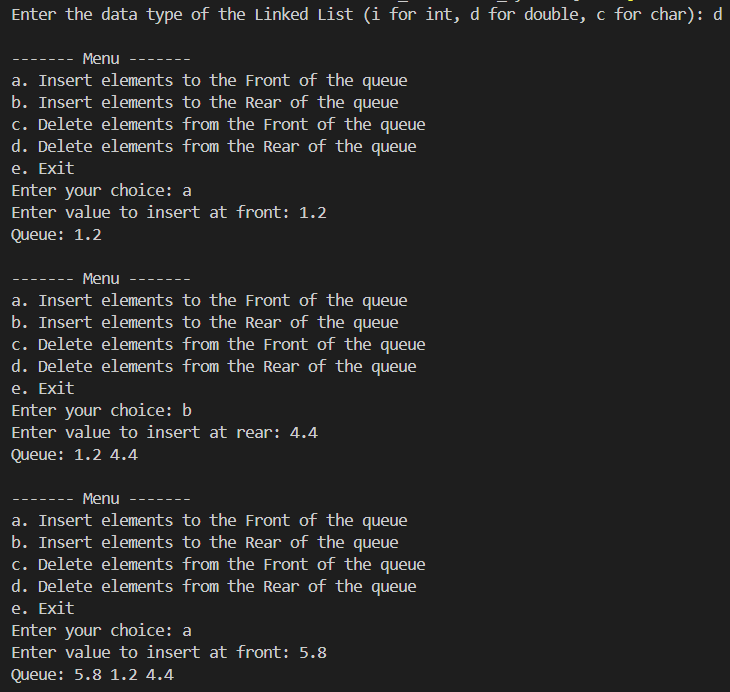 Enter the data type of the Linked List (i for int, d for double, c for char): d
------- Menu -------
a. Insert elements to the Front of the queue
b. Insert elements to the Rear of the queue
c. Delete elements from the Front of the queue
d. Delete elements from the Rear of the queue
e. Exit
Enter your choice: a
Enter value to insert at front: 1.2
Queue: 1.2
------- Menu -------
a. Insert elements to the Front of the queue
b. Insert elements to the Rear of the queue
c. Delete elements from the Front of the queue
d. Delete elements from the Rear of the queue
e. Exit
Enter your choice: b
Enter value to insert at rear: 4.4
Queue: 1.2 4.4
------- Menu -------
a. Insert elements to the Front of the queue
b. Insert elements to the Rear of the queue
c. Delete elements from the Front of the queue
d. Delete elements from the Rear of the queue
e. Exit
Enter your choice: a
Enter value to insert at front: 5.8
Queue: 5.8 1.2 4.4